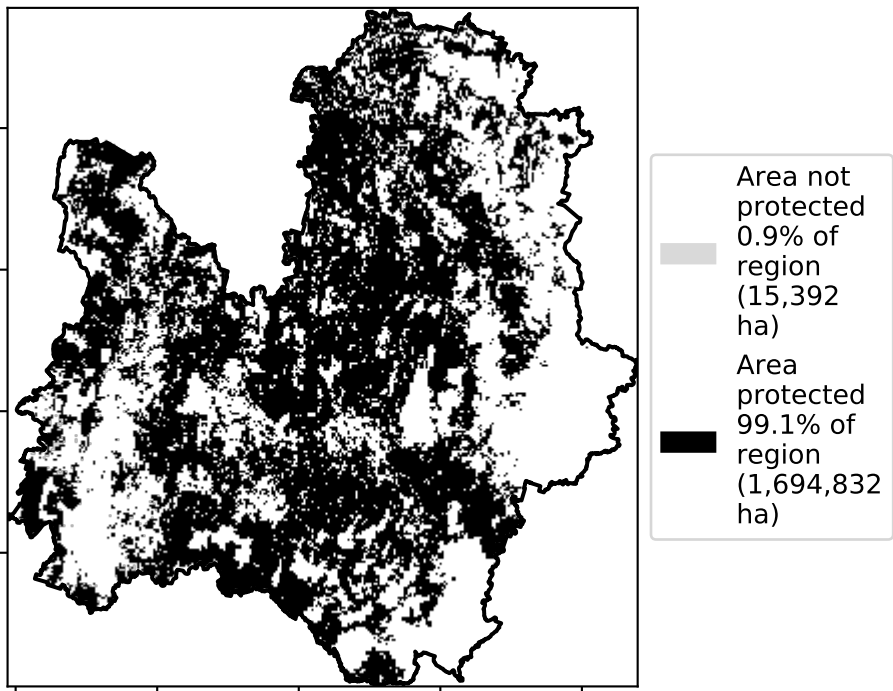 Area not
protected
0.9% of
region
(15,392
ha)
Area
protected
99.1% of
region
(1,694,832
ha)